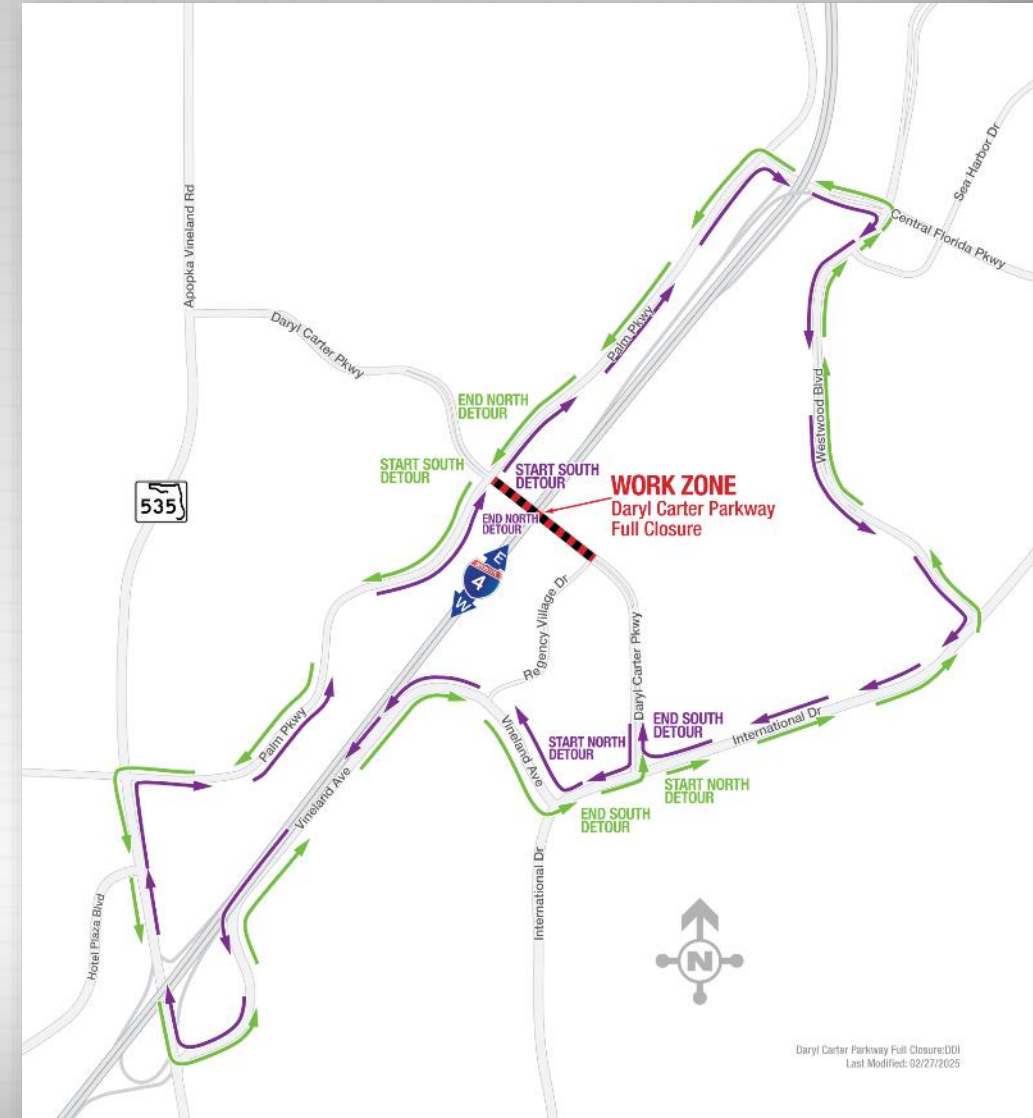 Apopka Vineland Rd
Sea Harbor Dr
Central Florida Pkwy
Daryl Carter Pkwy
Palm Pkwy
Westwood Blvd
END NORTH
DETOUR
START SOUTH
DETOUR
START SOUTH
DETOUR
535
WORK ZONE
Daryl Carter Parkway
Full Closure
END NORTH
DETOUR
E
INTERSTATE
4
W
Regency Village Dr
Daryl Carter Pkwy
Palm Pkwy
Vineland Ave
Vineland Ave
START NORTH
DETOUR
END SOUTH
DETOUR
International Dr
START NORTH
DETOUR
END SOUTH
DETOUR
International Dr
Hotel Plaza Blvd
N
Daryl Carter Parkway Full Closure:DDI
Last Modified: 02/27/2025